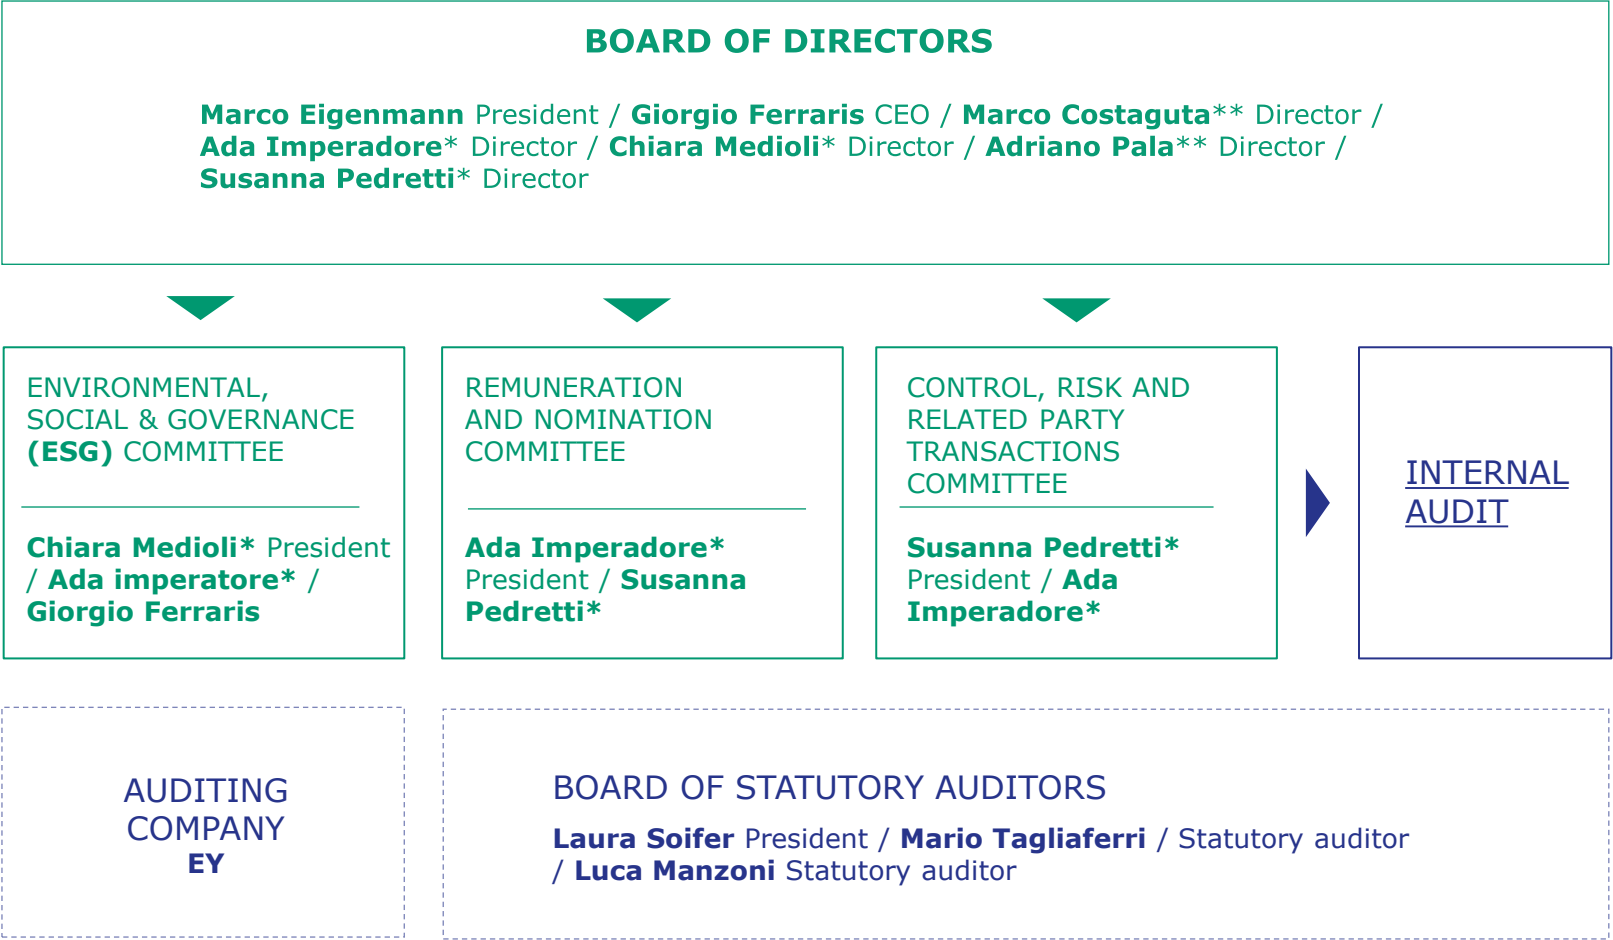 BOARD OF DIRECTORS
Marco Eigenmann President / Giorgio Ferraris CEO / Marco Costaguta** Director /
Ada Imperadore* Director / Chiara Medioli* Director / Adriano Pala** Director /
Susanna Pedretti* Director
ENVIRONMENTAL,
SOCIAL & GOVERNANCE
(ESG) COMMITTEE
Chiara Medioli* President
/ Ada imperatore* /
Giorgio Ferraris
REMUNERATION
AND NOMINATION
COMMITTEE
Ada Imperadore*
President / Susanna
Pedretti*
CONTROL, RISK AND
RELATED PARTY
TRANSACTIONS
COMMITTEE
Susanna Pedretti*
President / Ada
Imperadore*
INTERNAL
AUDIT
AUDITING
COMPANY
EY
BOARD OF STATUTORY AUDITORS
Laura Soifer President / Mario Tagliaferri / Statutory auditor
/ Luca Manzoni Statutory auditor